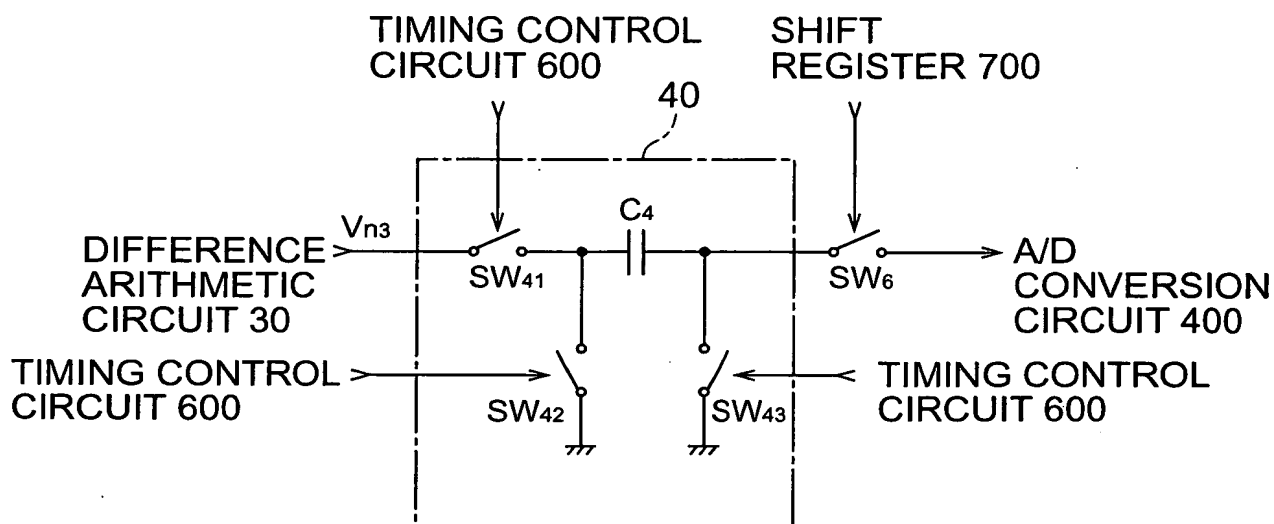 TIMING CONTROL
CIRCUIT 600
SHIFT
REGISTER 700
40
Vn3
C4
DIFFERENCE
ARITHMETIC
CIRCUIT 30
SW41
SW6
A/D
CONVERSION
CIRCUIT 400
TIMING CONTROL
CIRCUIT 600
SW42
SW43
TIMING CONTROL
CIRCUIT 600